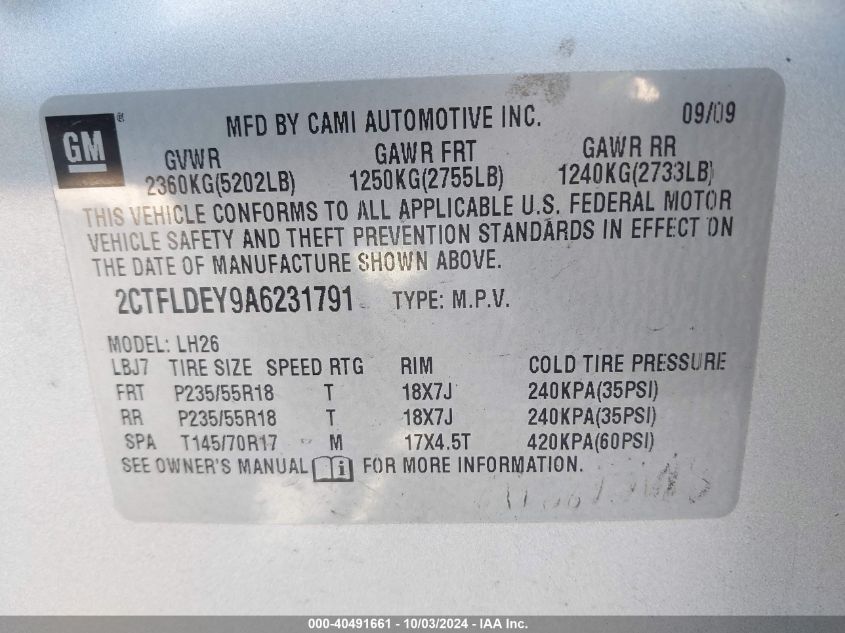 GM ® MFD BY CAMI AUTOMOTIVE INC. 09/09
GVWR GAWR FRT GAWR RR
2360KG(5202LB) 1250KG(2755LB) 1240KG(2733LB)
THIS VEHICLE CONFORMS TO ALL APPLICABLE U.S. FEDERAL MOTOR
VEHICLE SAFETY AND THEFT PREVENTION STANDARDS IN EFFECT ON
THE DATE OF MANUFACTURE SHOWN ABOVE.
2CTFLDEY9A6231791 TYPE: M.P.V.
MODEL: LH26
LBJ7 TIRE SIZE SPEED RTG RIM COLD TIRE PRESSURE
FRT P235/55R18 T 18X7J 240KPA(35PSI)
RR P235/55R18 T 18X7J 240KPA(35PSI)
SPA T145/70R17 M 17X4.5T 420KPA(60PSI)
SEE OWNER'S MANUAL i FOR MORE INFORMATION.
000-40491661 - 10/03/2024 - IAA Inc.